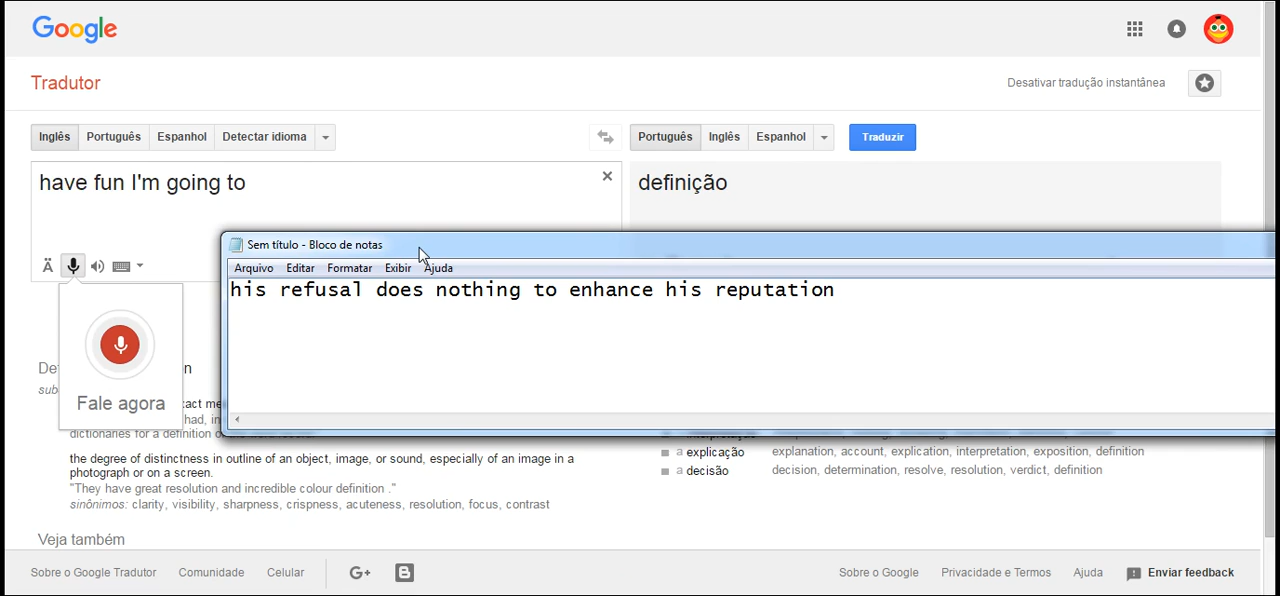 Google
Tradutor
Desativar tradução instantânea
Inglês Português Espanhol Detectar idioma
Português Inglês Espanhol
Traduzir
have fun I'm going to
definição
Ä
Sem título - Bloco de notas
Arquivo Editar Formatar Exibir Ajuda
his refusal does nothing to enhance his reputation
Fale agora
dictionaries for a definition
the degree of distinctness in outline of an object, image, or sound, especially of an image in a
photograph or on a screen.
"They have great resolution and incredible colour definition ."
sinônimos: clarity, visibility, sharpness, crispness, acuteness, resolution, focus, contrast
a explicação explanation, account, explication, interpretation, exposition, definition
a decisão decision, determination, resolve, resolution, verdict, definition
Veja também
Sobre o Google Tradutor Comunidade Celular G+ B
Sobre o Google Privacidade e Termos Ajuda Enviar feedback